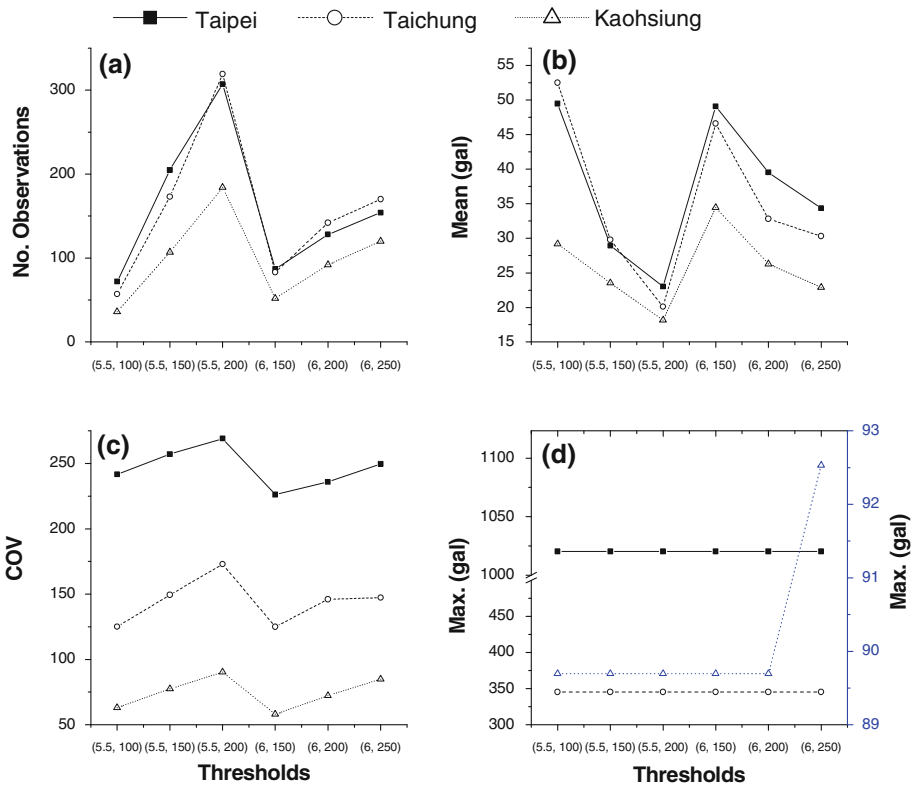 Taipei Taichung Kaohsiung
(a)
No. Observations
300
200
100
0
(5.5, 100) (5.5, 150) (5.5, 200) (6, 150) (6, 200) (6, 250)
(b)
Mean (gal)
55
50
45
40
35
30
25
20
15
(5.5, 100) (5.5, 150) (5.5, 200) (6, 150) (6, 200) (6, 250)
(c)
COV
250
200
150
100
50
(5.5, 100) (5.5, 150) (5.5, 200) (6, 150) (6, 200) (6, 250)
Thresholds
(d)
Max. (gal)
1100
1050
1000
450
400
350
300
93
92
91
90
89
Max. (gal)
(5.5, 100) (5.5, 150) (5.5, 200) (6, 150) (6, 200) (6, 250)
Thresholds